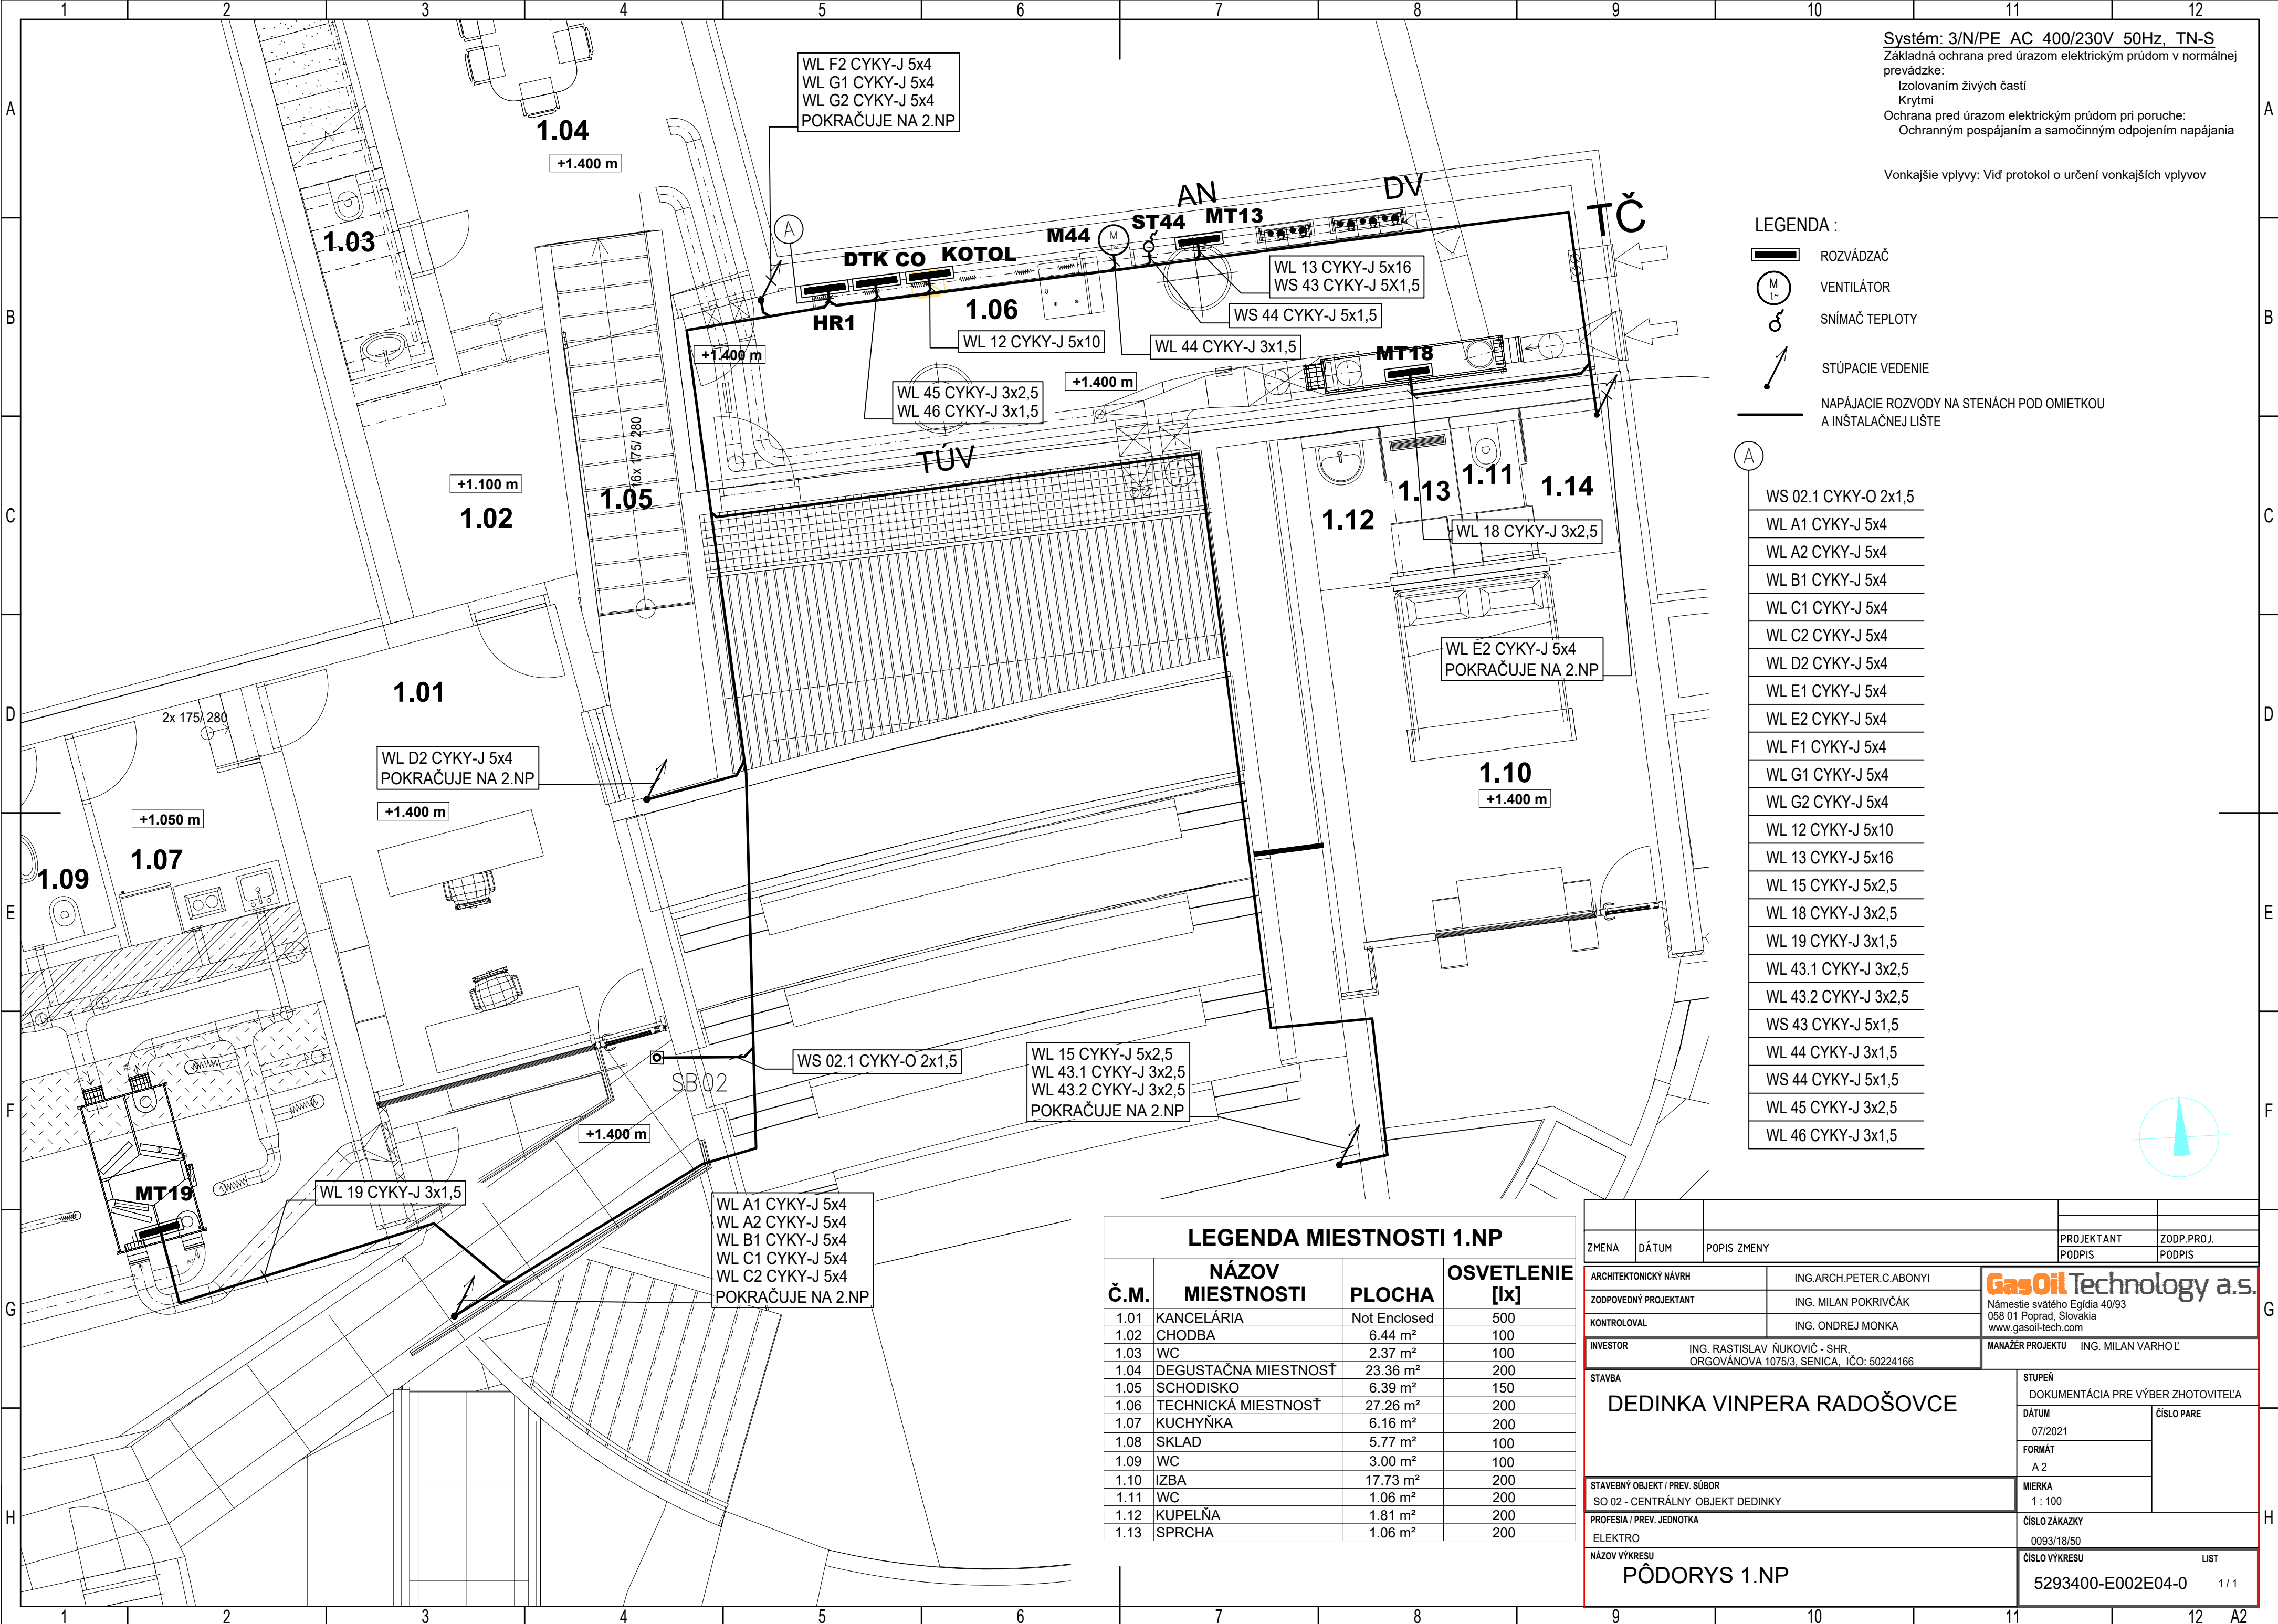 1 2 3 4 5 6 7 8 9 10 11 12
A
B
C
D
E
F
G
H
A
B
C
D
E
F
G
H
Systém: 3/N/PE AC 400/230V 50Hz, TN-S
Základná ochrana pred úrazom elektrickým prúdom v normálnej
prevádzke:
Izolovaním živých častí
Krytmi
Ochrana pred úrazom elektrickým prúdom pri poruche:
Ochranným pospájaním a samočinným odpojením napájania
Vonkajšie vplyvy: Viď protokol o určení vonkajších vplyvov
LEGENDA :
ROZVÁDZAČ
M
1~
VENTILÁTOR
SNÍMAČ TEPLOTY
STÚPACIE VEDENIE
NAPÁJACIE ROZVODY NA STENÁCH POD OMIETKOU
A INŠTALAČNEJ LIŠTE
A
WS 02.1 CYKY-O 2x1,5
WL A1 CYKY-J 5x4
WL A2 CYKY-J 5x4
WL B1 CYKY-J 5x4
WL C1 CYKY-J 5x4
WL C2 CYKY-J 5x4
WL D2 CYKY-J 5x4
WL E1 CYKY-J 5x4
WL E2 CYKY-J 5x4
WL F1 CYKY-J 5x4
WL G1 CYKY-J 5x4
WL G2 CYKY-J 5x4
WL 12 CYKY-J 5x10
WL 13 CYKY-J 5x16
WL 15 CYKY-J 5x2,5
WL 18 CYKY-J 3x2,5
WL 19 CYKY-J 3x1,5
WL 43.1 CYKY-J 3x2,5
WL 43.2 CYKY-J 3x2,5
WS 43 CYKY-J 5x1,5
WL 44 CYKY-J 3x1,5
WS 44 CYKY-J 5x1,5
WL 45 CYKY-J 3x2,5
WL 46 CYKY-J 3x1,5
WL F2 CYKY-J 5x4
WL G1 CYKY-J 5x4
WL G2 CYKY-J 5x4
POKRAČUJE NA 2.NP
1.04
+1.400 m
1.03
A
AN
DV
TČ
M44
M
1~
ST44
MT13
DTK CO
KOTOL
HR1
1.06
WL 13 CYKY-J 5x16
WS 43 CYKY-J 5X1,5
WS 44 CYKY-J 5x1,5
WL 12 CYKY-J 5x10
WL 44 CYKY-J 3x1,5
MT18
+1.400 m
+1.400 m
WL 45 CYKY-J 3x2,5
WL 46 CYKY-J 3x1,5
TÚV
16x 175/ 280
+1.100 m
1.02
1.05
1.12
1.13
1.11
1.14
WL 18 CYKY-J 3x2,5
WL E2 CYKY-J 5x4
POKRAČUJE NA 2.NP
1.01
2x 175/ 280
WL D2 CYKY-J 5x4
POKRAČUJE NA 2.NP
+1.400 m
1.10
+1.400 m
+1.050 m
1.07
1.09
WS 02.1 CYKY-O 2x1,5
SB02
+1.400 m
WL 15 CYKY-J 5x2,5
WL 43.1 CYKY-J 3x2,5
WL 43.2 CYKY-J 3x2,5
POKRAČUJE NA 2.NP
MT19
WL 19 CYKY-J 3x1,5
WL A1 CYKY-J 5x4
WL A2 CYKY-J 5x4
WL B1 CYKY-J 5x4
WL C1 CYKY-J 5x4
WL C2 CYKY-J 5x4
POKRAČUJE NA 2.NP
LEGENDA MIESTNOSTI 1.NP
Č.M. NÁZOV MIESTNOSTI PLOCHA OSVETLENIE [lx]
1.01 KANCELÁRIA Not Enclosed 500
1.02 CHODBA 6.44 m² 100
1.03 WC 2.37 m² 100
1.04 DEGUSTAČNA MIESTNOSŤ 23.36 m² 200
1.05 SCHODISKO 6.39 m² 150
1.06 TECHNICKÁ MIESTNOSŤ 27.26 m² 200
1.07 KUCHYŇKA 6.16 m² 200
1.08 SKLAD 5.77 m² 100
1.09 WC 3.00 m² 100
1.10 IZBA 17.73 m² 200
1.11 WC 1.06 m² 200
1.12 KUPELŇA 1.81 m² 200
1.13 SPRCHA 1.06 m² 200
ZMENA DÁTUM POPIS ZMENY PROJEKTANT ZODP.PROJ.
PODPIS PODPIS
ARCHITEKTONICKÝ NÁVRH ING.ARCH.PETER.C.ABONYI
ZODPOVEDNÝ PROJEKTANT ING. MILAN POKRIVČÁK
KONTROLOVAL ING. ONDREJ MONKA
GasOil Technology a.s.
Námestie svätého Egídia 40/93
058 01 Poprad, Slovakia
www.gasoil-tech.com
INVESTOR ING. RASTISLAV ŇUKOVIČ - SHR,
ORGOVÁNOVA 1075/3, SENICA, IČO: 50224166
MANAŽÉR PROJEKTU ING. MILAN VARHOĽ
STAVBA
DEDINKA VINPERA RADOŠOVCE
STUPEŇ
DOKUMENTÁCIA PRE VÝBER ZHOTOVITEĽA
DÁTUM
07/2021
ČÍSLO PARE
FORMÁT
A 2
STAVEBNÝ OBJEKT / PREV. SÚBOR
SO 02 - CENTRÁLNY OBJEKT DEDINKY
MIERKA
1 : 100
PROFESIA / PREV. JEDNOTKA
ELEKTRO
ČÍSLO ZÁKAZKY
0093/18/50
NÁZOV VÝKRESU
PÔDORYS 1.NP
ČÍSLO VÝKRESU
5293400-E002E04-0
LIST
1 / 1
1 2 3 4 5 6 7 8 9 10 11 12 A2